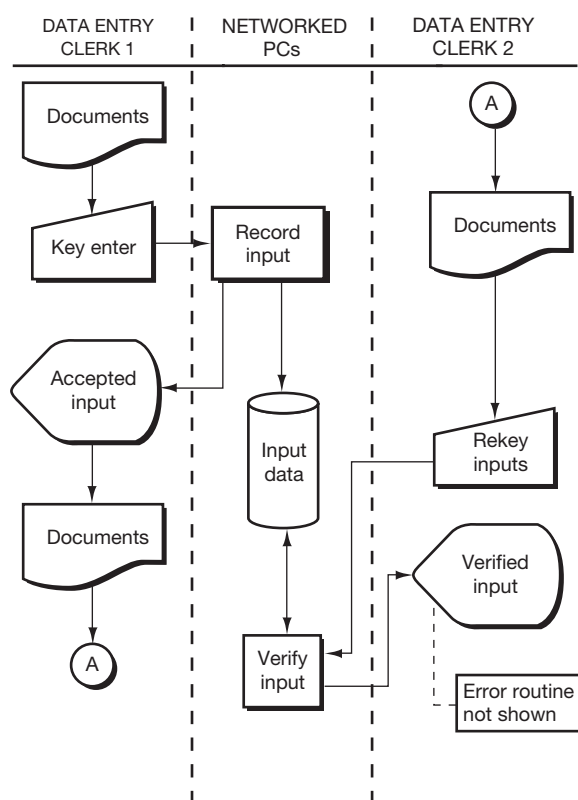 DATA ENTRY
CLERK 1
NETWORKED
PCs
DATA ENTRY
CLERK 2
Documents
Key enter
Accepted
input
Documents
A
Record
input
Input
data
Verify
input
A
Documents
Rekey
inputs
Verified
input
Error routine
not shown